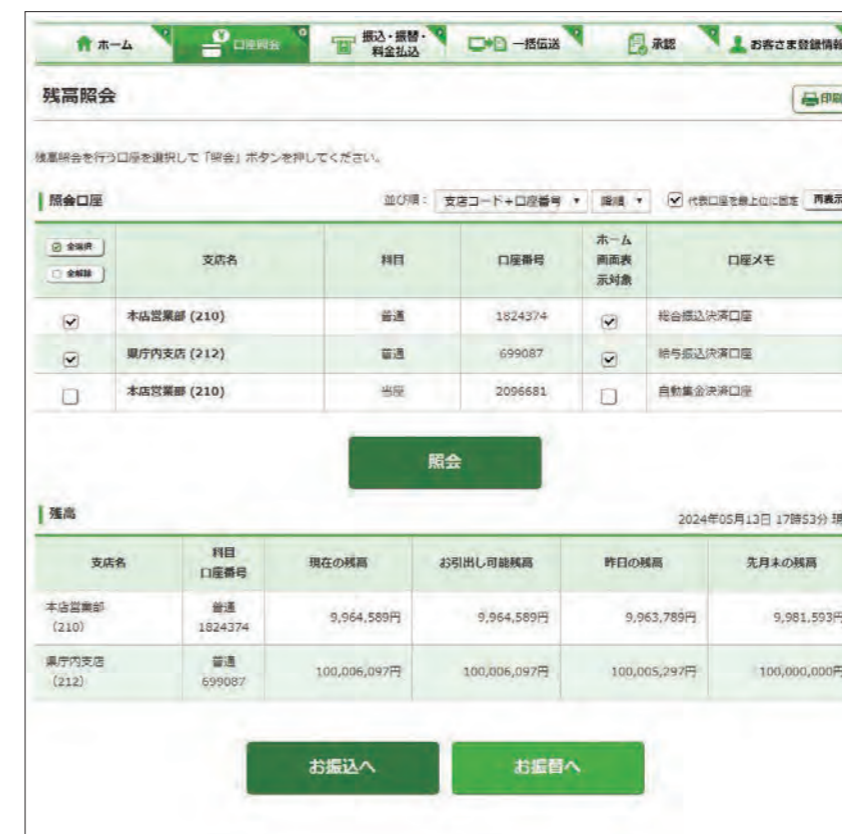 ホーム
口座照会
振込・振替・
料金払込
一括伝送
承認
お客さま登録情報
残高照会
印刷
残高照会を行う口座を選択して「照会」ボタンを押してください。
照会口座
並び順： 支店コード+口座番号 降順 代表口座を最上位に固定 再表示
全選択
全解除
支店名 科目 口座番号 ホーム
画面表
示対象 口座メモ
本店営業部 (210) 普通 1824374 総合振込決済口座
県庁内支店 (212) 普通 699087 給与振込決済口座
本店営業部 (210) 当座 2096681 自動集金決済口座
照会
残高
2024年05月13日 17時53分 現
支店名 科目
口座番号 現在の残高 お引出し可能残高 昨日の残高 先月末の残高
本店営業部
(210) 普通
1824374 9,964,589円 9,964,589円 9,963,789円 9,981,593円
県庁内支店
(212) 普通
699087 100,006,097円 100,006,097円 100,005,297円 100,000,000円
お振込へ
お振替へ